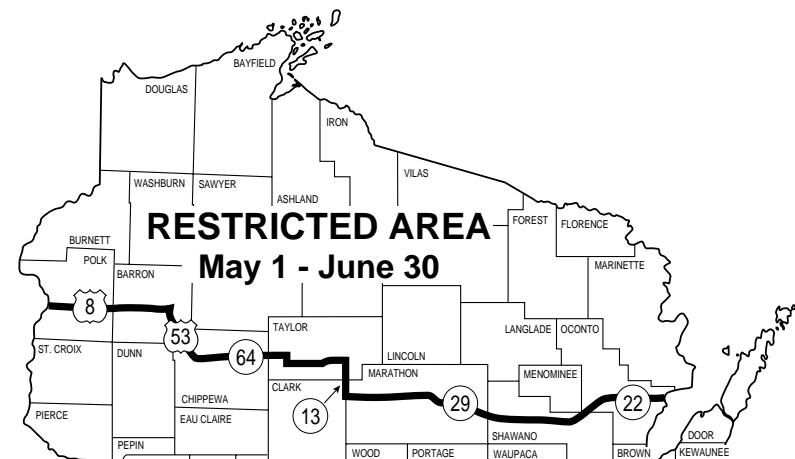 BAYFIELD
DOUGLAS
IRON
VILAS
WASHBURN
SAWYER
ASHLAND
RESTRICTED AREA
May 1 - June 30
FOREST
FLORENCE
BURNETT
POLK
BARRON
MARINETTE
8
53
64
TAYLOR
LANGLADE
OCONTO
ST. CROIX
DUNN
LINCOLN
MARATHON
MENOMINEE
CLARK
CHIPPEWA
13
29
22
PIERCE
EAU CLAIRE
PEPIN
WOOD
PORTAGE
SHAWANO
WAUPACA
BROWN
DOOR
KEWAUNEE